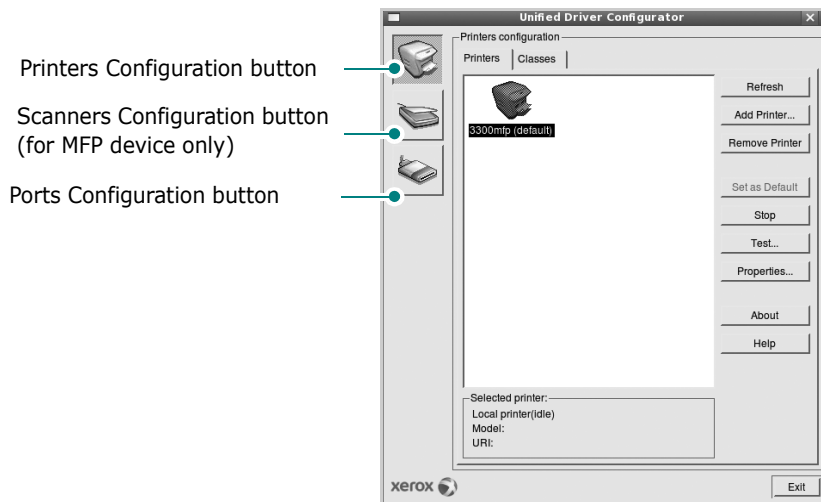 Unified Driver Configurator
Printers configuration
Printers Classes
Printers Configuration button
Scanners Configuration button
(for MFP device only)
Ports Configuration button
3300mfp (default)
Refresh
Add Printer...
Remove Printer
Set as Default
Stop
Test...
Properties...
About
Help
Selected printer:
Local printer(idle)
Model:
URI:
xerox
Exit